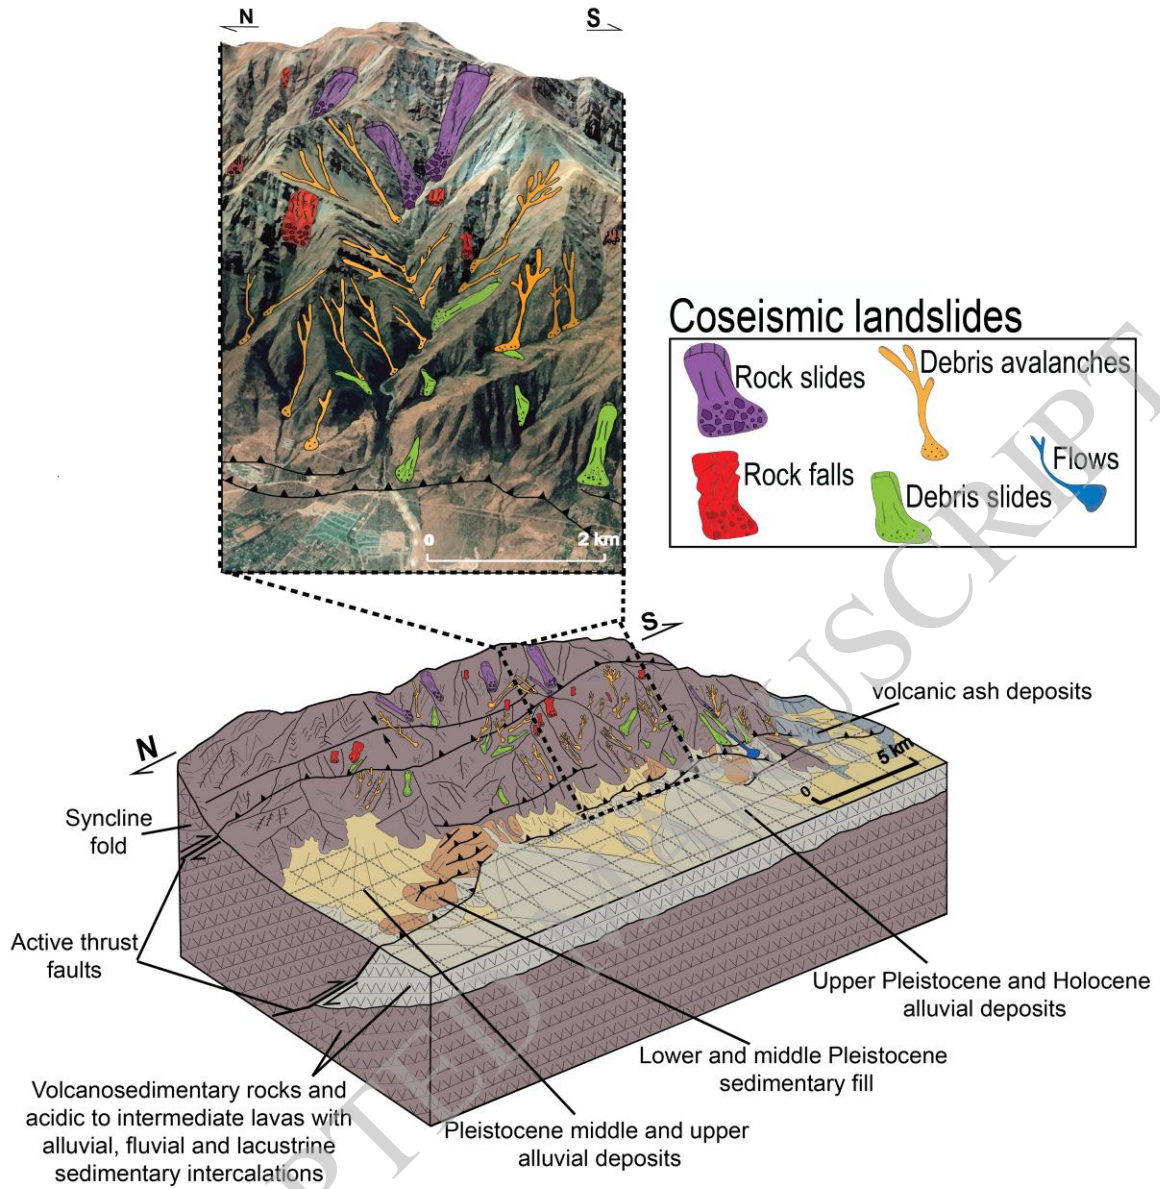 N
S
Coseismic landslides
Rock slides
Debris avalanches
Rock falls
Debris slides
Flows
0
2 km
S
N
volcanic ash deposits
0
5 km
Syncline
fold
Active thrust
faults
Upper Pleistocene and Holocene
alluvial deposits
Lower and middle Pleistocene
sedimentary fill
Volcanosedimentary rocks and
acidic to intermediate lavas with
alluvial, fluvial and lacustrine
sedimentary intercalations
Pleistocene middle and upper
alluvial deposits
PTED MANUSCRIPT